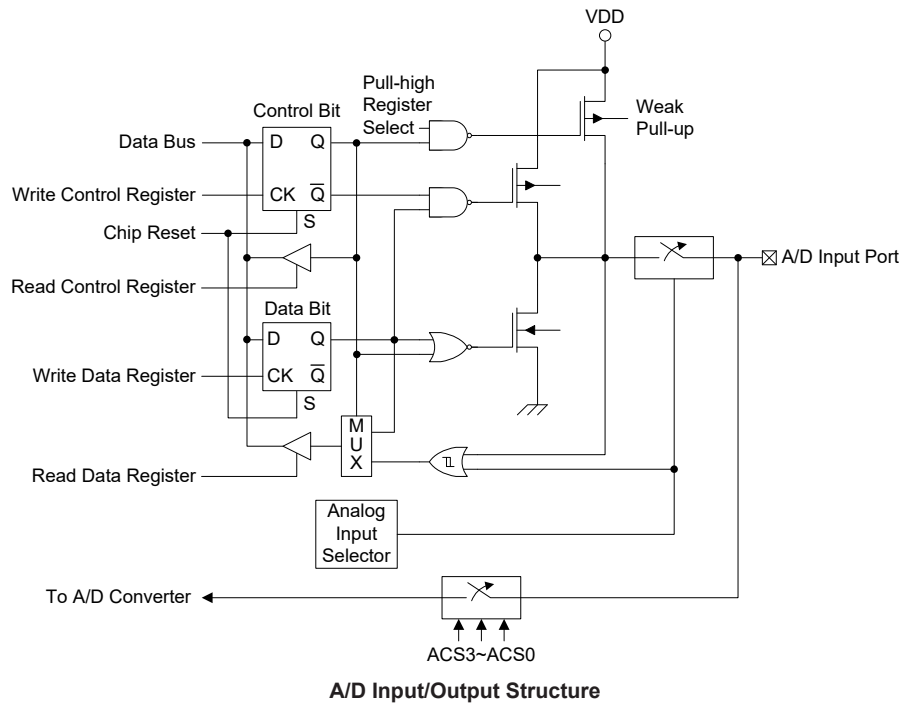 VDD
Pull-high
Register
Select
Weak
Pull-up
Control Bit
Data Bus
D
Q
Write Control Register
CK
Q̅
S
Chip Reset
Read Control Register
A/D Input Port
Data Bit
D
Q
Write Data Register
CK
Q̅
S
M
U
X
Read Data Register
Analog
Input
Selector
To A/D Converter
ACS3~ACS0
A/D Input/Output Structure